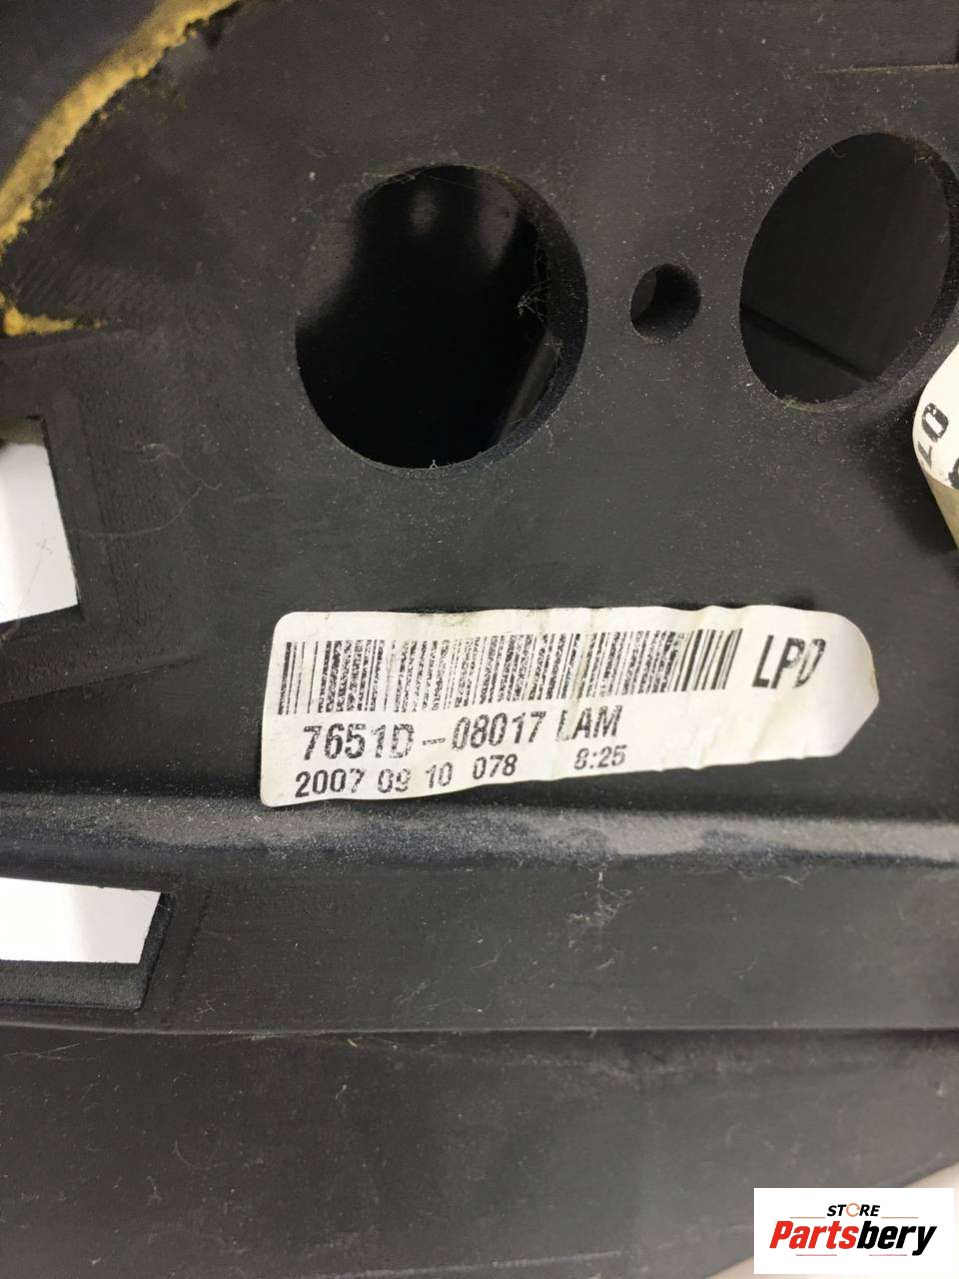 LPD
7651D-08017 LAM
2007 09 10 078 8:25
STORE
Partsbery